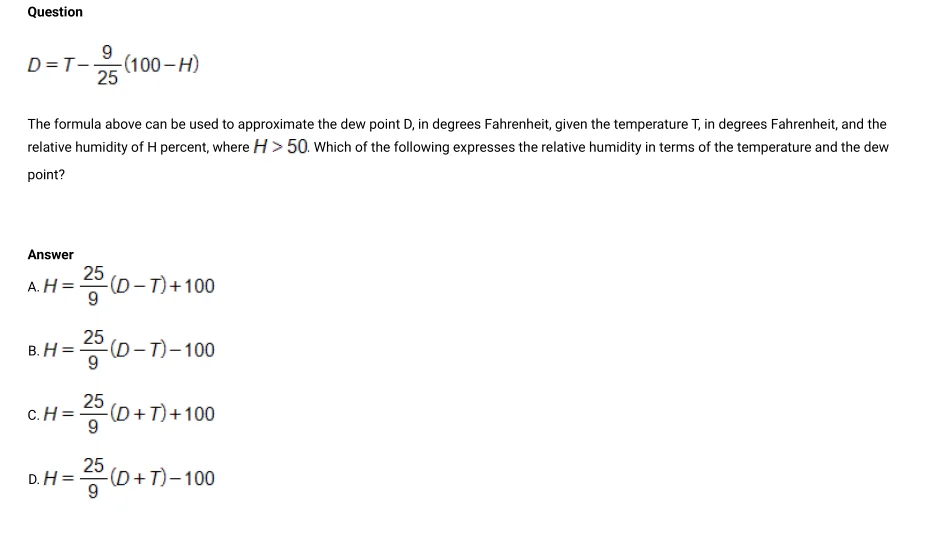 Question
D = T − 9/25 (100 − H)
The formula above can be used to approximate the dew point D, in degrees Fahrenheit, given the temperature T, in degrees Fahrenheit, and the
relative humidity of H percent, where H > 50. Which of the following expresses the relative humidity in terms of the temperature and the dew
point?
Answer
A. H = 25/9 (D − T) + 100
B. H = 25/9 (D − T) − 100
C. H = 25/9 (D + T) + 100
D. H = 25/9 (D + T) − 100